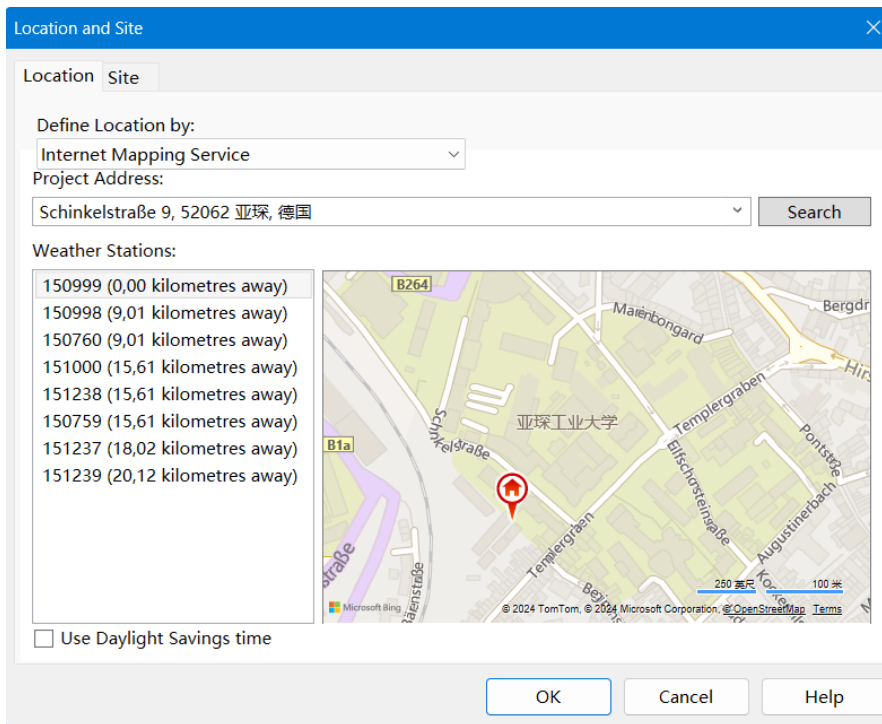 Location and Site
Location
Site
Define Location by:
Internet Mapping Service
Project Address:
Schinkelstraße 9, 52062 亚琛, 德国
Search
Weather Stations:
150999 (0,00 kilometres away)
150998 (9,01 kilometres away)
150760 (9,01 kilometres away)
151000 (15,61 kilometres away)
151238 (15,61 kilometres away)
150759 (15,61 kilometres away)
151237 (18,02 kilometres away)
151239 (20,12 kilometres away)
B264
Marienbongard
Bergdr
Hirs
Templergraben
Schinkelstraße
亚琛工业大学
Pontstraße
B1a
Eilfschornsteingaße
Augustinerbach
Templergraben
straße
Bärenstraße
250 英尺
100 米
Microsoft Bing
© 2024 TomTom, © 2024 Microsoft Corporation, © OpenStreetMap Terms
Use Daylight Savings time
OK
Cancel
Help